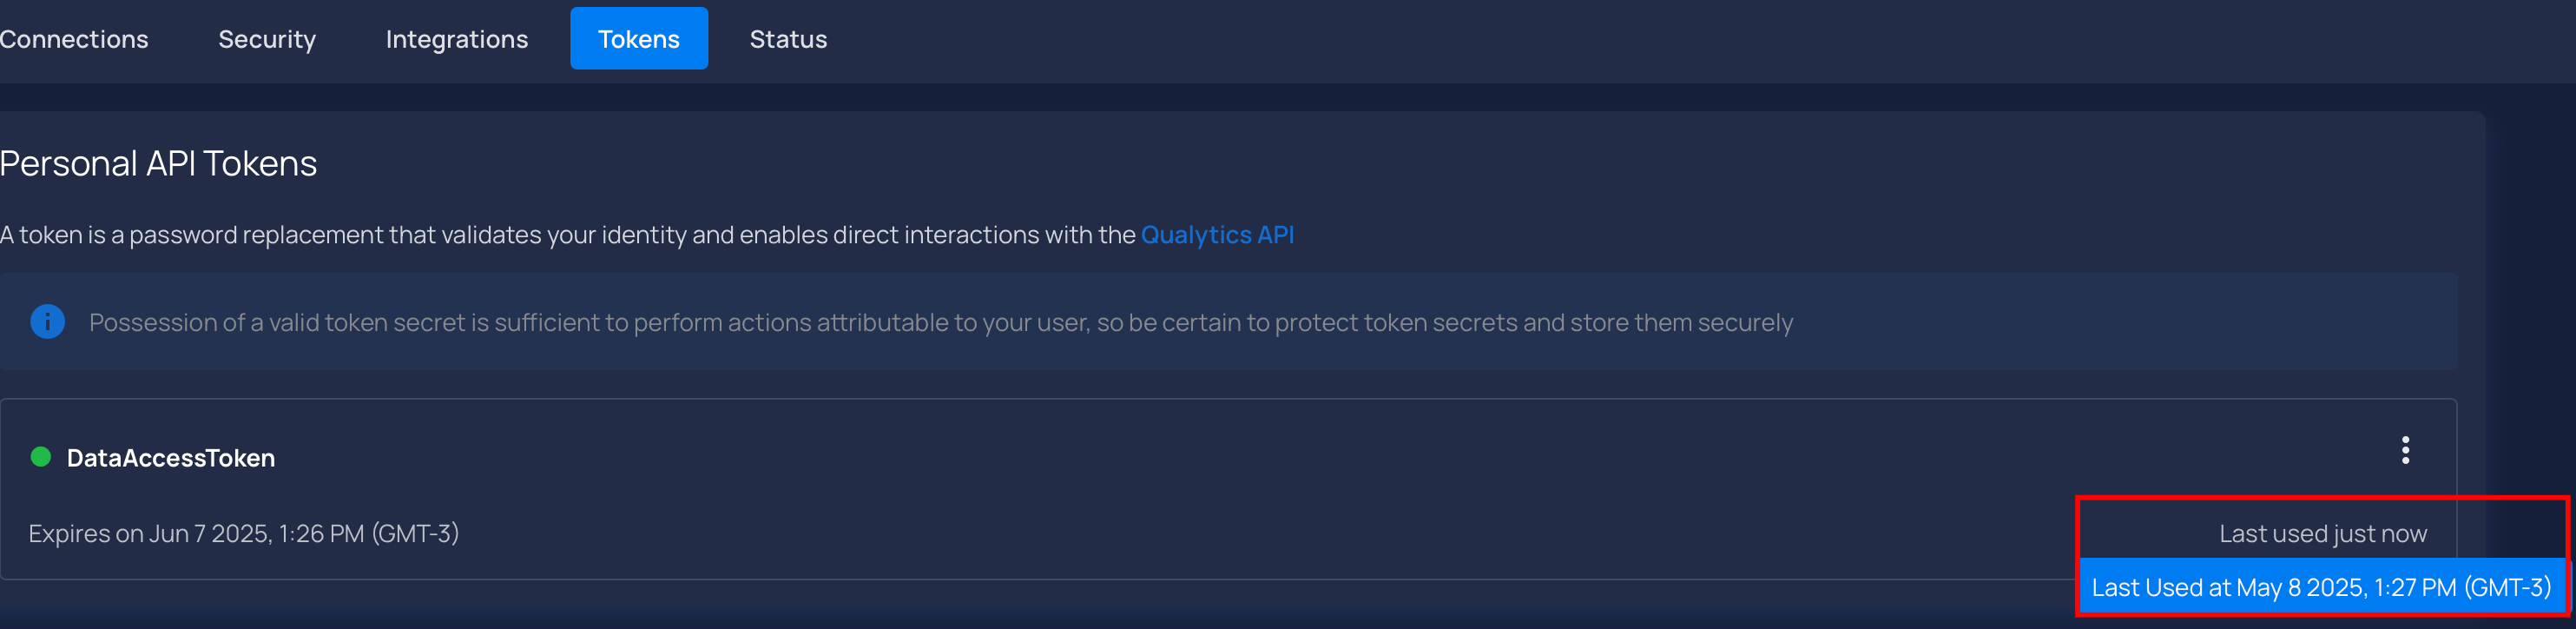 Connections Security Integrations Tokens Status
Personal API Tokens
A token is a password replacement that validates your identity and enables direct interactions with the Qualytics API
Possession of a valid token secret is sufficient to perform actions attributable to your user, so be certain to protect token secrets and store them securely
DataAccessToken
Expires on Jun 7 2025, 1:26 PM (GMT-3) Last used just now
Last Used at May 8 2025, 1:27 PM (GMT-3)